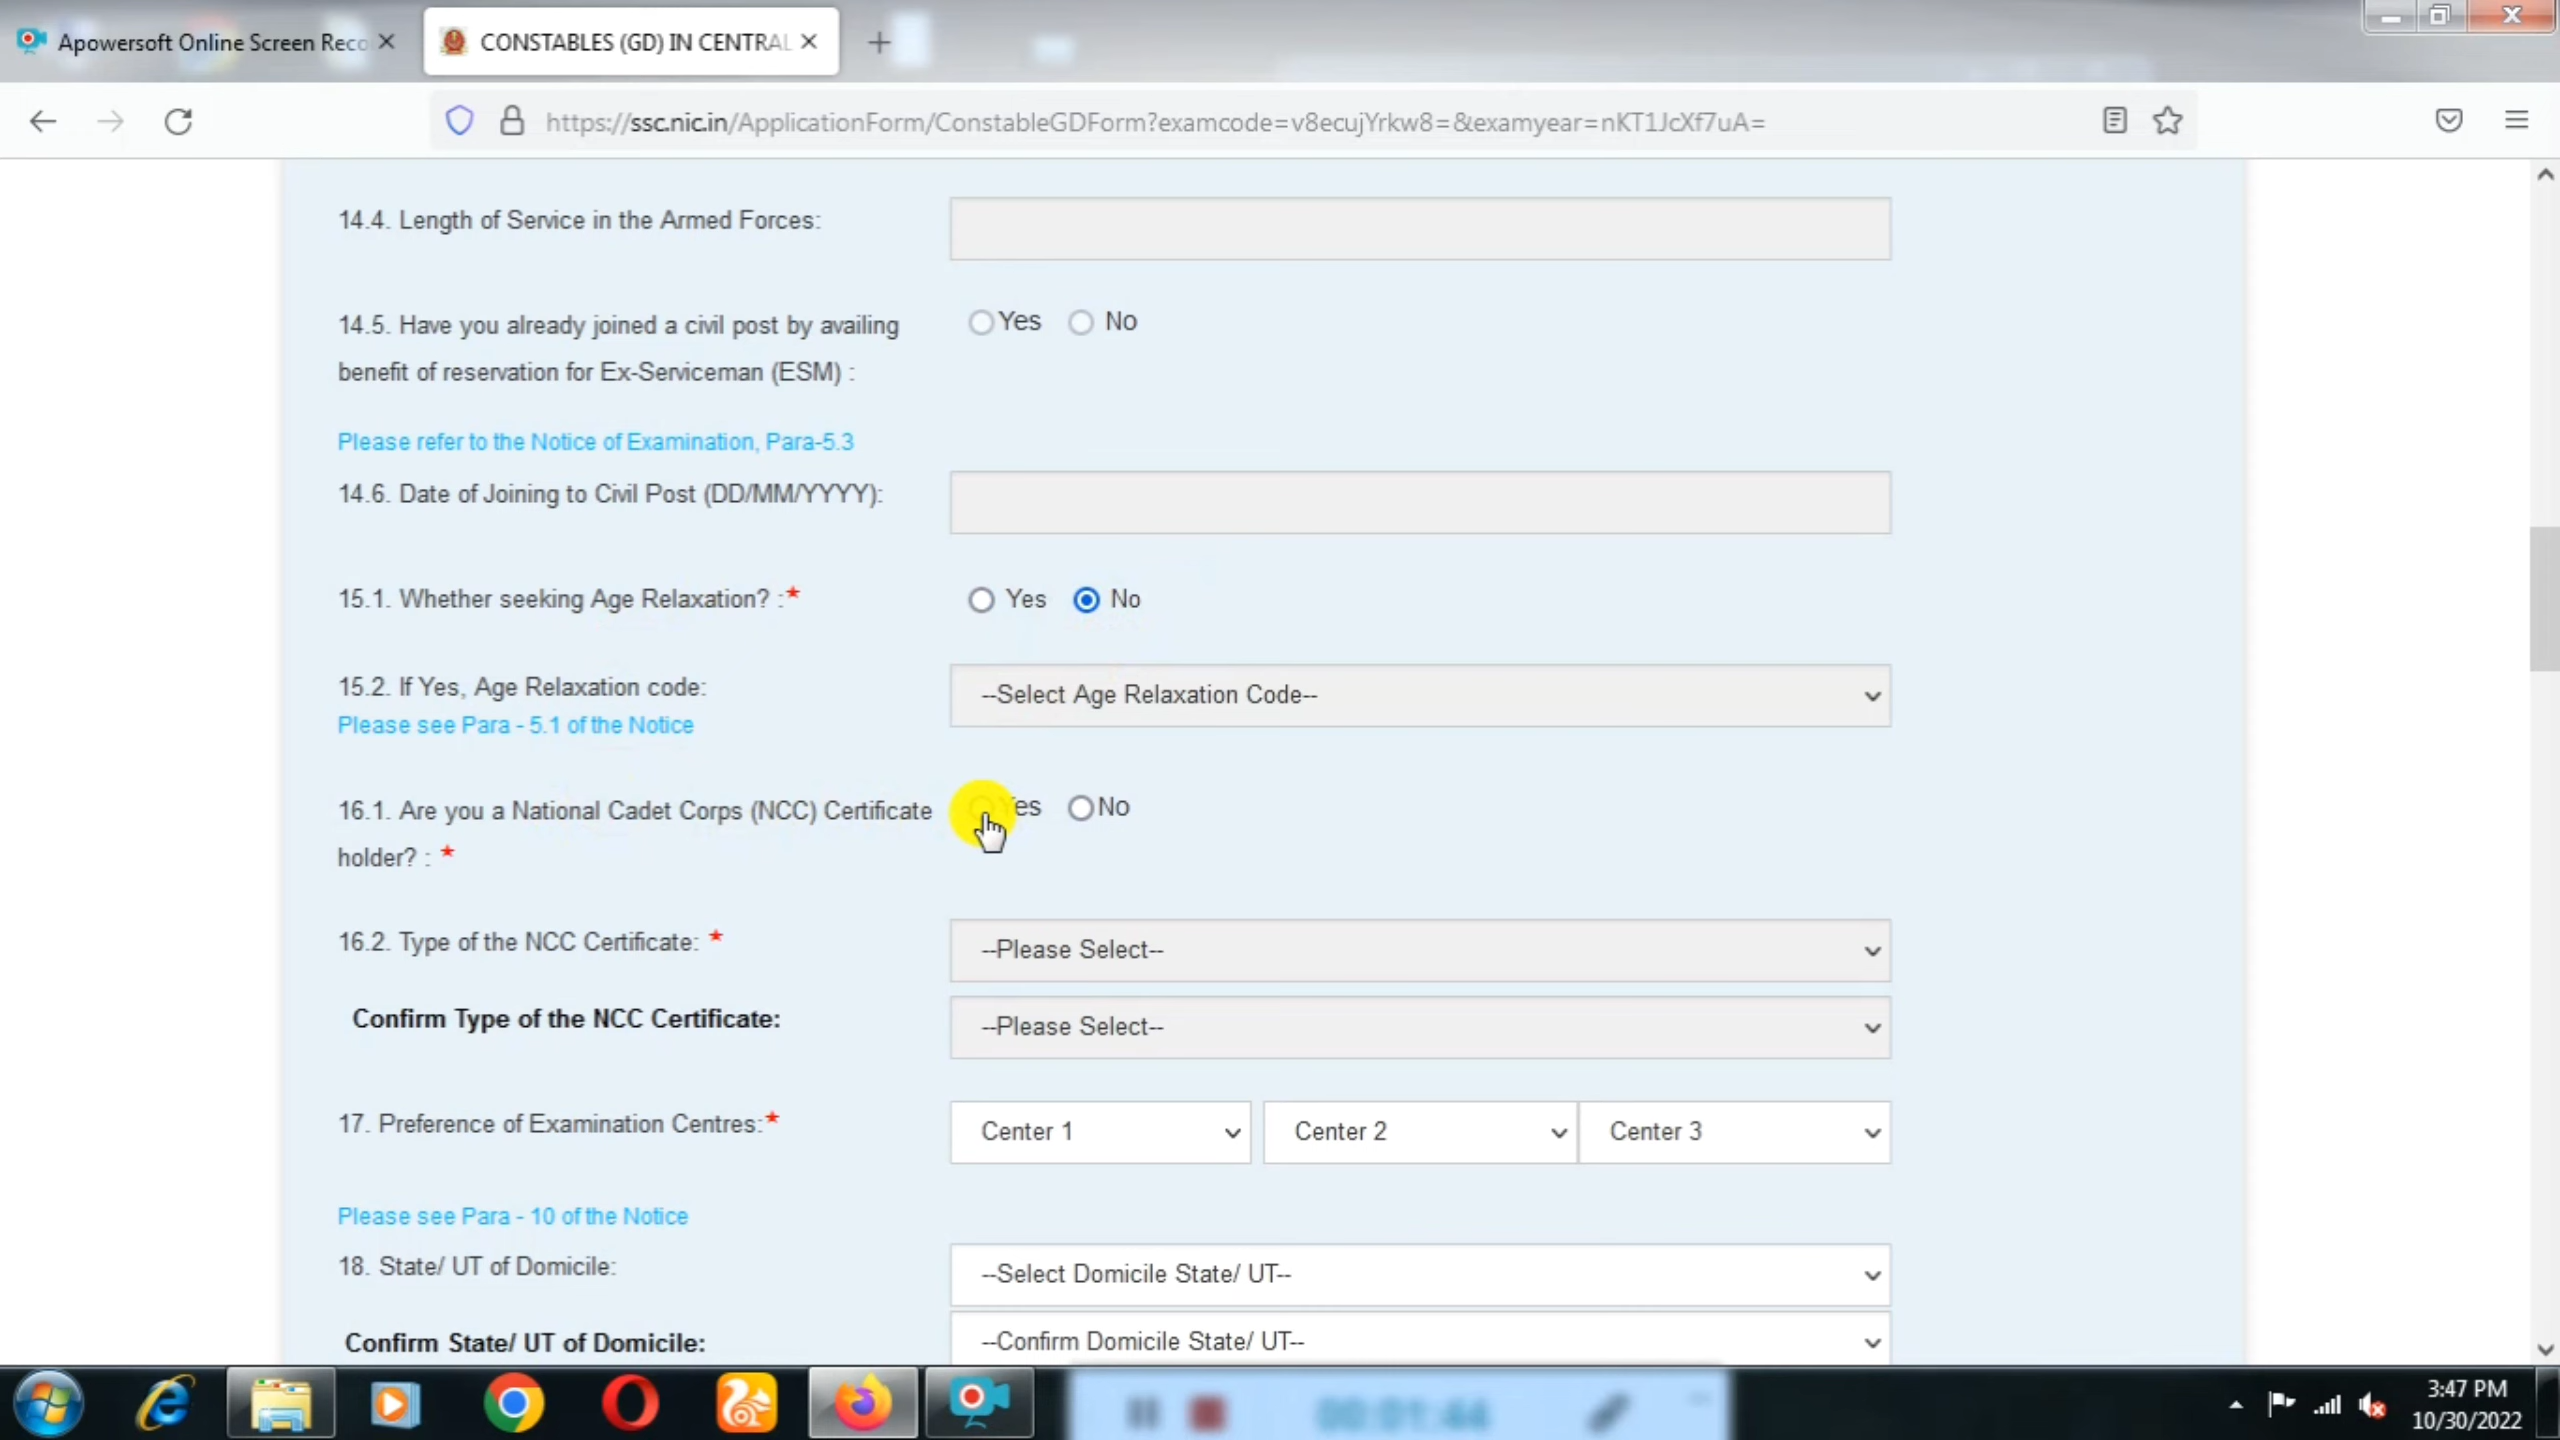 Apowersoft Online Screen Reco
CONSTABLES (GD) IN CENTRAL
https://ssc.nic.in/ApplicationForm/ConstableGDForm?examcode=v8ecujYrkw8=&examyear=nKT1JcXf7uA=
14.4. Length of Service in the Armed Forces:
14.5. Have you already joined a civil post by availing
benefit of reservation for Ex-Serviceman (ESM) :
Yes No
Please refer to the Notice of Examination, Para-5.3
14.6. Date of Joining to Civil Post (DD/MM/YYYY):
15.1. Whether seeking Age Relaxation? :* Yes No
15.2. If Yes, Age Relaxation code: --Select Age Relaxation Code--
Please see Para - 5.1 of the Notice
16.1. Are you a National Cadet Corps (NCC) Certificate
holder? : *
Yes No
16.2. Type of the NCC Certificate: * --Please Select--
Confirm Type of the NCC Certificate: --Please Select--
17. Preference of Examination Centres:* Center 1 Center 2 Center 3
Please see Para - 10 of the Notice
18. State/ UT of Domicile: --Select Domicile State/ UT--
Confirm State/ UT of Domicile: --Confirm Domicile State/ UT--
00:01:44
3:47 PM
10/30/2022